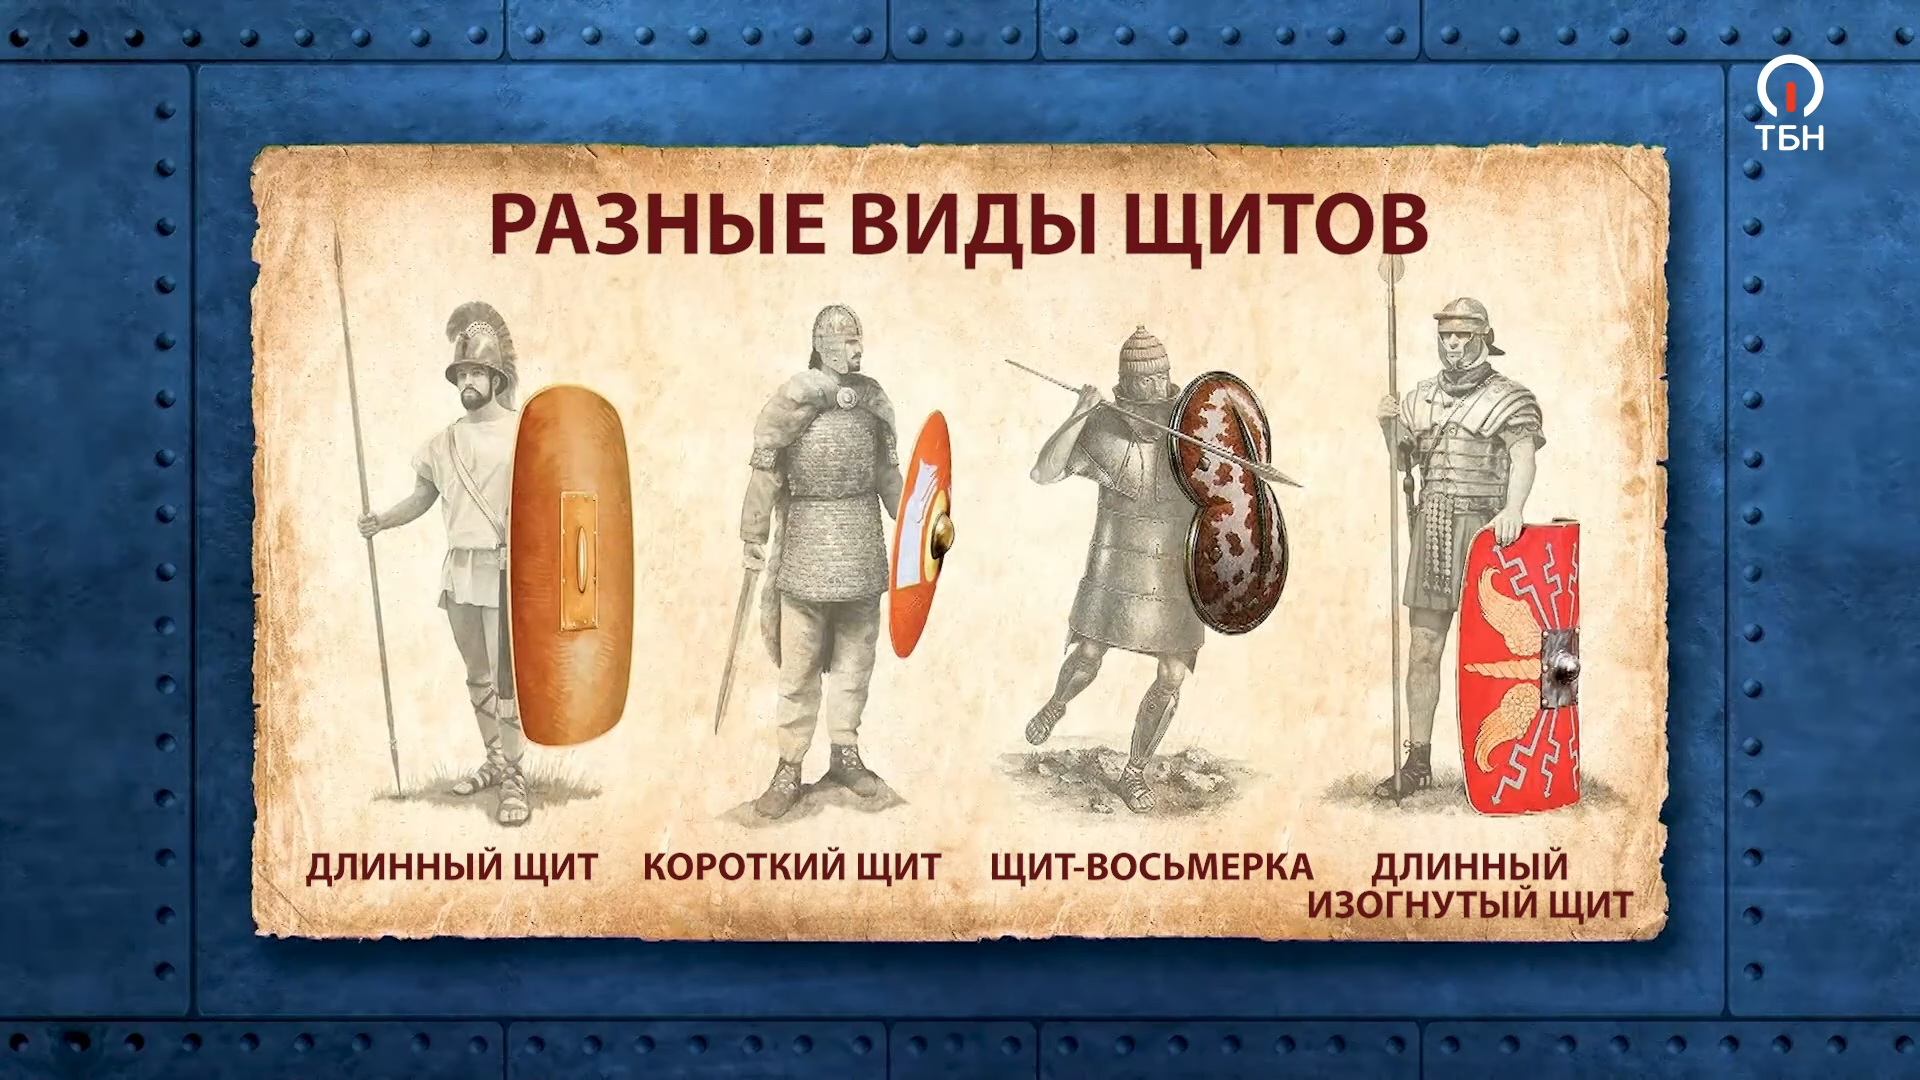 ТБН
РАЗНЫЕ ВИДЫ ЩИТОВ
ДЛИННЫЙ ЩИТ
КОРОТКИЙ ЩИТ
ЩИТ-ВОСЬМЕРКА
ДЛИННЫЙ
ИЗОГНУТЫЙ ЩИТ